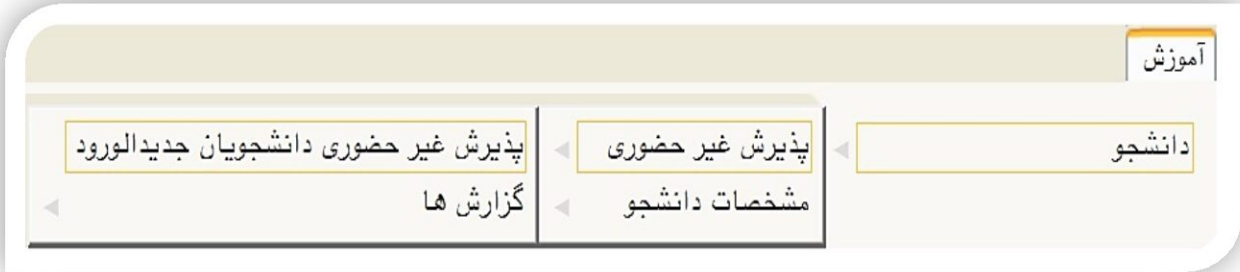 آموزش
دانشجو
پذیرش غیر حضوری
مشخصات دانشجو
پذیرش غیر حضوری دانشجویان جدیدالورود
گزارش ها